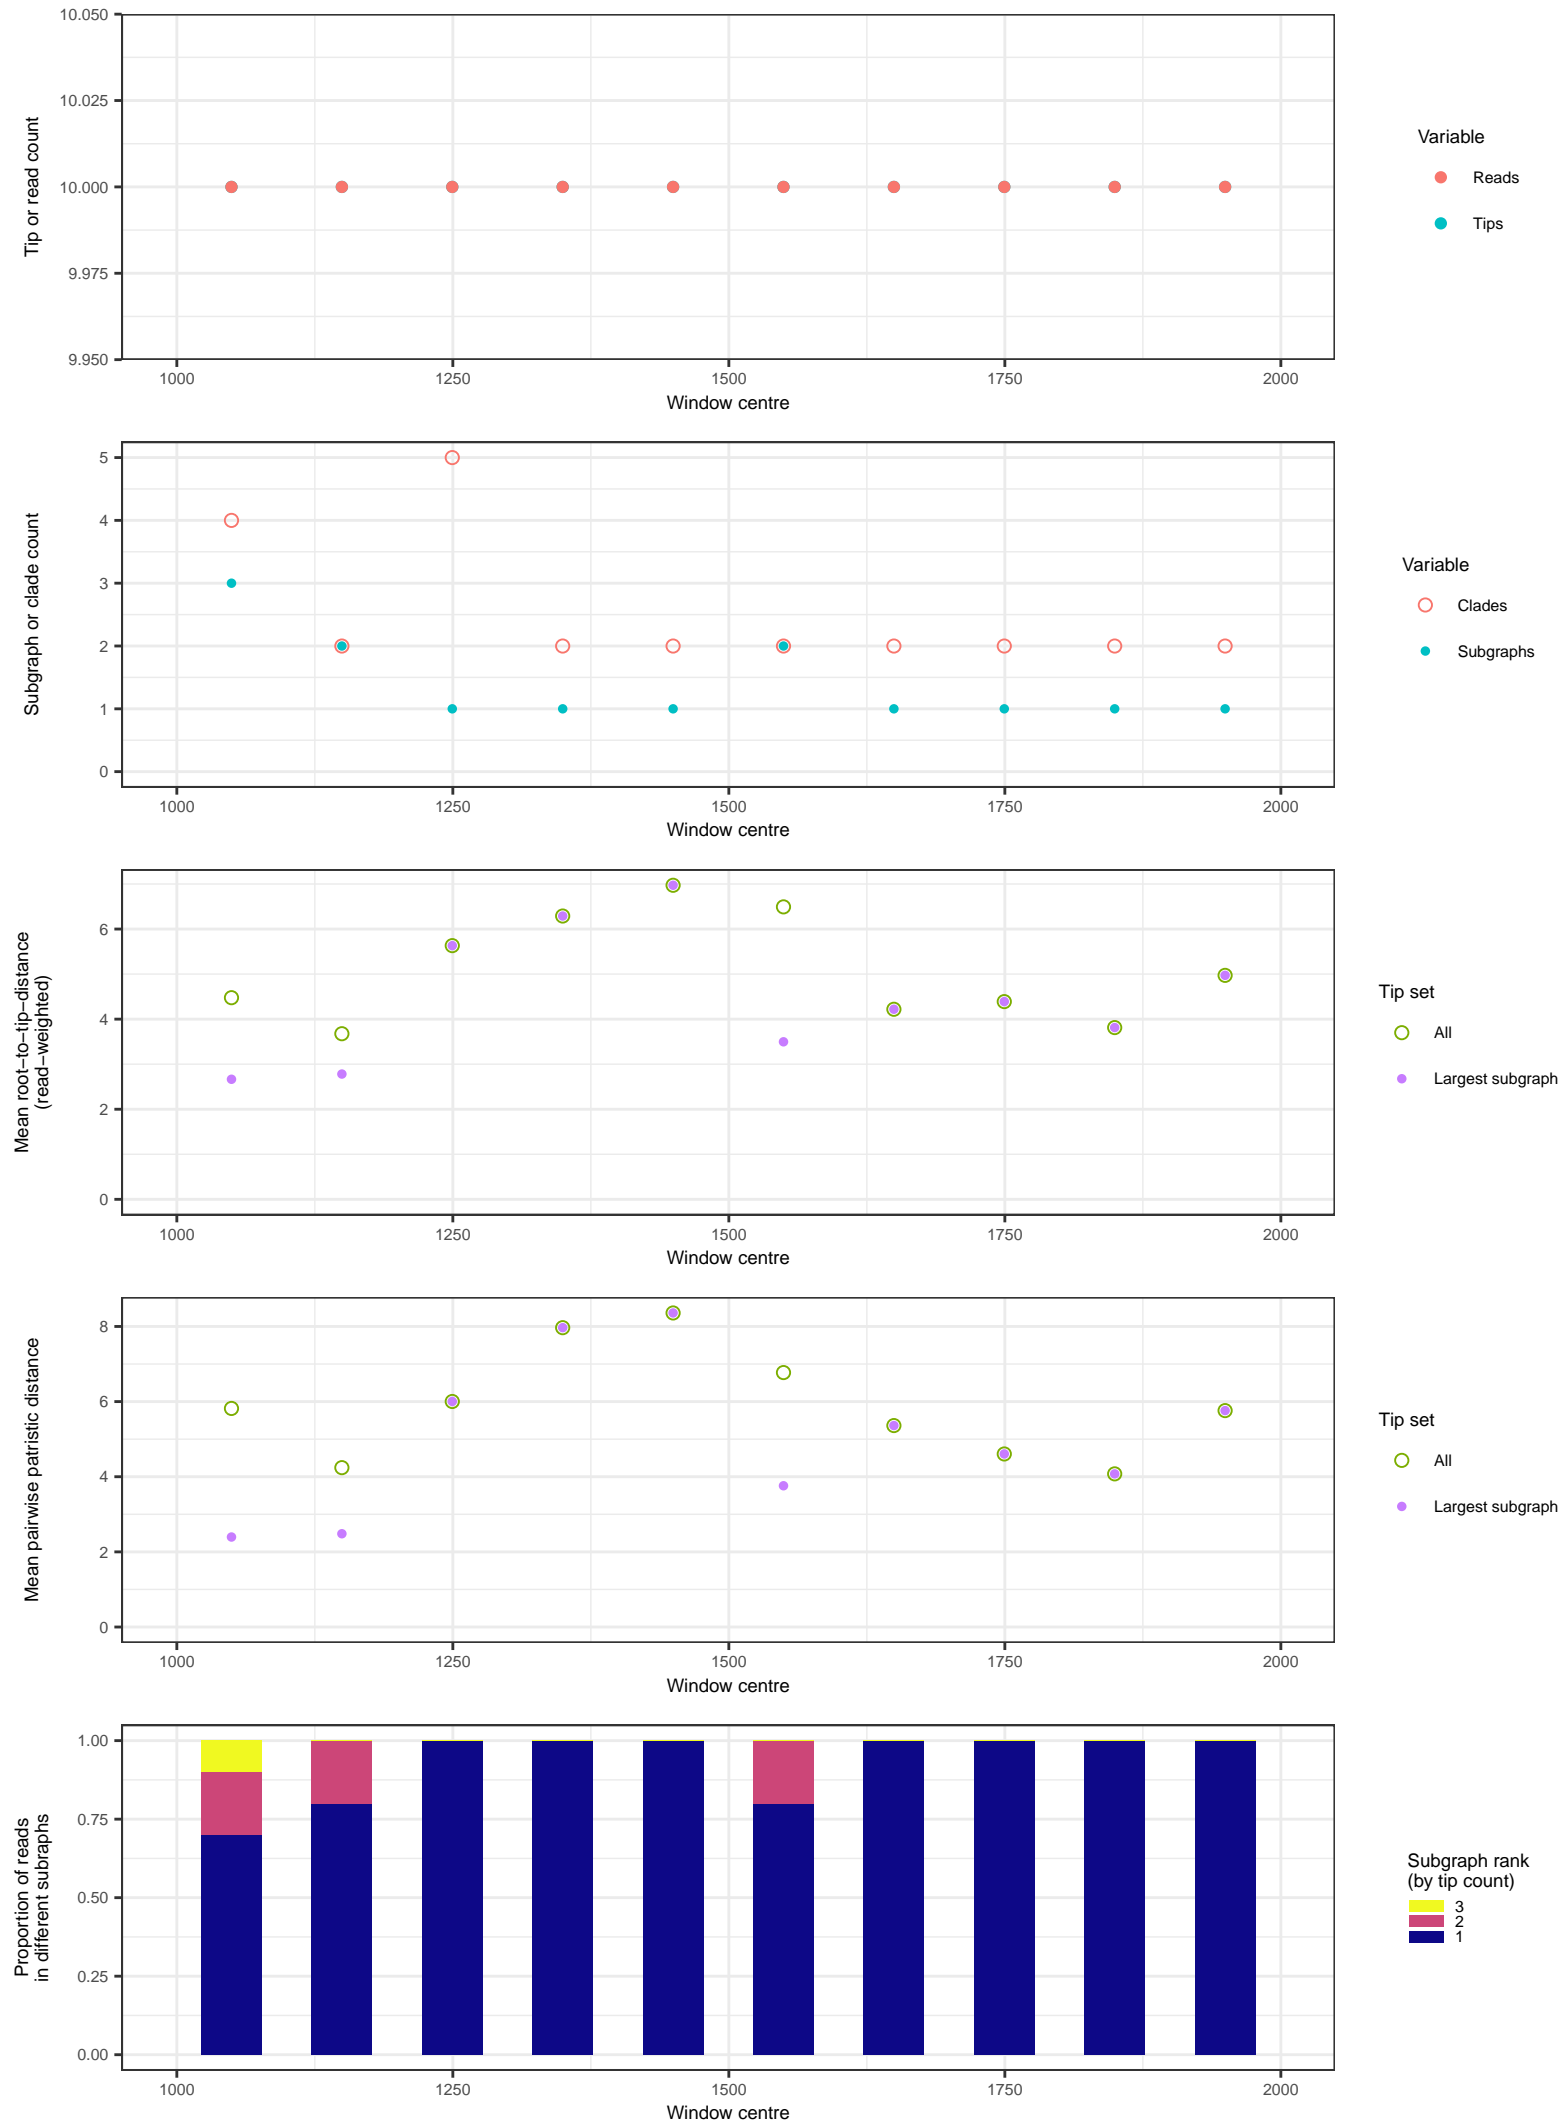 10.050
10.025
10.000
9.975
9.950
Tip or read count
1000 1250 1500 1750 2000
Window centre
Variable
Reads
Tips
5
4
3
2
1
0
Subgraph or clade count
1000 1250 1500 1750 2000
Window centre
Variable
Clades
Subgraphs
6
4
2
0
Mean root−to−tip−distance
(read−weighted)
1000 1250 1500 1750 2000
Window centre
Tip set
All
Largest subgraph
8
6
4
2
0
Mean pairwise patristic distance
1000 1250 1500 1750 2000
Window centre
Tip set
All
Largest subgraph
1.00
0.75
0.50
0.25
0.00
Proportion of reads
in different subraphs
1000 1250 1500 1750 2000
Window centre
Subgraph rank
(by tip count)
3
2
1